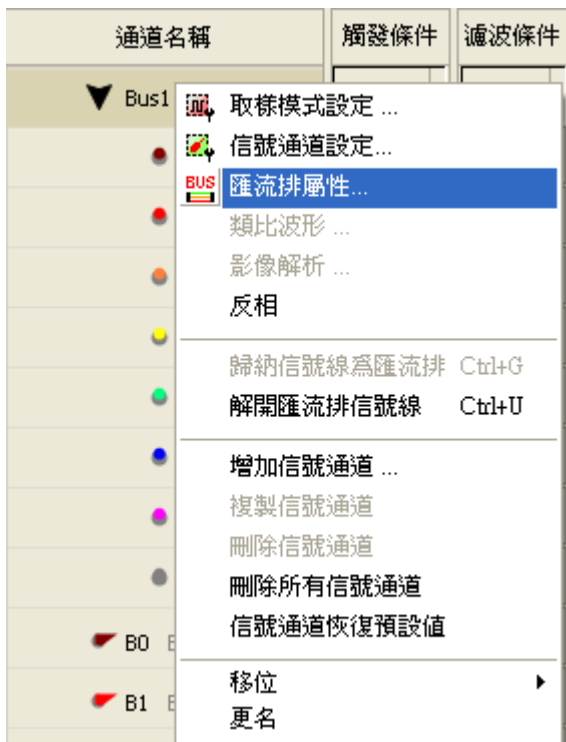 通道名稱 觸發條件 濾波條件
Bus1
取樣模式設定 ...
信號通道設定...
BUS 匯流排屬性...
類比波形 ...
影像解析 ...
反相
歸納信號線爲匯流排 Ctrl+G
解開匯流排信號線 Ctrl+U
增加信號通道 ...
複製信號通道
刪除信號通道
刪除所有信號通道
信號通道恢復預設值
B0
移位
B1
更名